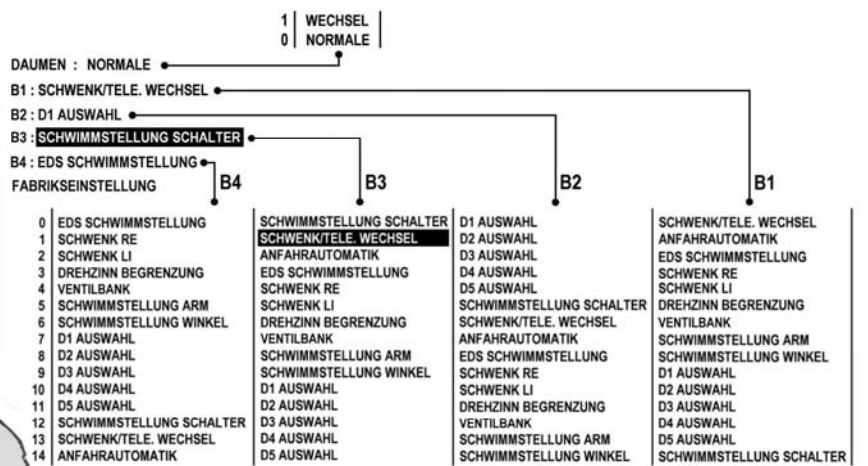 1 WECHSEL
0 NORMALE
DAUMEN : NORMALE
B1 : SCHWENK/TELE. WECHSEL
B2 : D1 AUSWAHL
B3 : SCHWIMMSTELLUNG SCHALTER
B4 : EDS SCHWIMMSTELLUNG
FABRIKSEINSTELLUNG B4 B3 B2 B1
0 EDS SCHWIMMSTELLUNG SCHWIMMSTELLUNG SCHALTER D1 AUSWAHL SCHWENK/TELE. WECHSEL
1 SCHWENK RE SCHWENK/TELE. WECHSEL D2 AUSWAHL ANFAHRAUTOMATIK
2 SCHWENK LI ANFAHRAUTOMATIK D3 AUSWAHL EDS SCHWIMMSTELLUNG
3 DREHZINN BEGRENZUNG EDS SCHWIMMSTELLUNG D4 AUSWAHL SCHWENK RE
4 VENTILBANK SCHWENK RE D5 AUSWAHL SCHWENK LI
5 SCHWIMMSTELLUNG ARM SCHWENK LI SCHWIMMSTELLUNG SCHALTER DREHZINN BEGRENZUNG
6 SCHWIMMSTELLUNG WINKEL DREHZINN BEGRENZUNG SCHWENK/TELE. WECHSEL VENTILBANK
7 D1 AUSWAHL VENTILBANK ANFAHRAUTOMATIK SCHWIMMSTELLUNG ARM
8 D2 AUSWAHL SCHWIMMSTELLUNG ARM EDS SCHWIMMSTELLUNG SCHWIMMSTELLUNG WINKEL
9 D3 AUSWAHL SCHWIMMSTELLUNG WINKEL SCHWENK RE D1 AUSWAHL
10 D4 AUSWAHL D1 AUSWAHL SCHWENK LI D2 AUSWAHL
11 D5 AUSWAHL D2 AUSWAHL DREHZINN BEGRENZUNG D3 AUSWAHL
12 SCHWIMMSTELLUNG SCHALTER D3 AUSWAHL VENTILBANK D4 AUSWAHL
13 SCHWENK/TELE. WECHSEL D4 AUSWAHL SCHWIMMSTELLUNG ARM D5 AUSWAHL
14 ANFAHRAUTOMATIK D5 AUSWAHL SCHWIMMSTELLUNG WINKEL SCHWIMMSTELLUNG SCHALTER